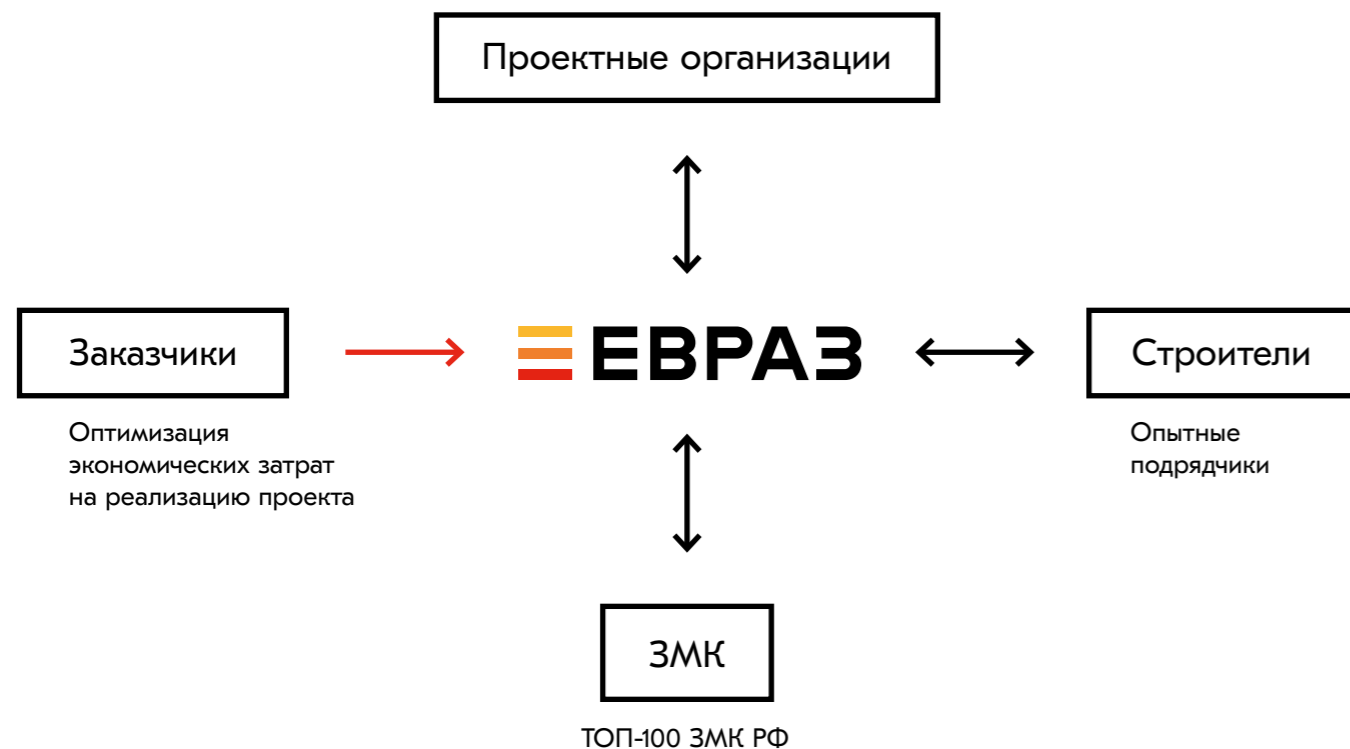 Проектные организации
Заказчики
ЕВРАЗ
Строители
Оптимизация
экономических затрат
на реализацию проекта
Опытные
подрядчики
ЗМК
ТОП-100 ЗМК РФ